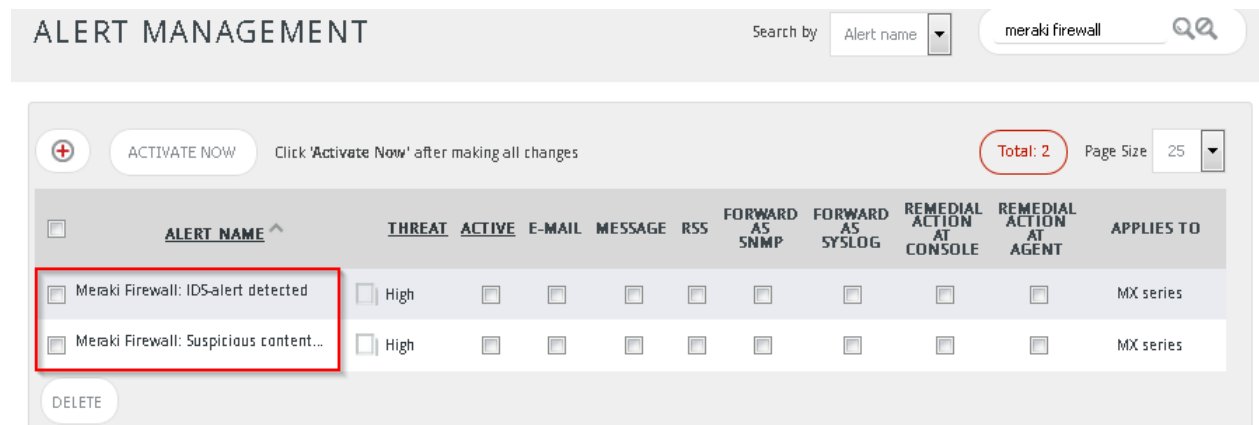 ALERT MANAGEMENT Search by Alert name meraki firewall
ACTIVATE NOW Click 'Activate Now' after making all changes Total: 2 Page Size 25
ALERT NAME THREAT ACTIVE E-MAIL MESSAGE RSS FORWARD AS SNMP FORWARD AS SYSLOG REMEDIAL ACTION AT CONSOLE REMEDIAL ACTION AT AGENT APPLIES TO
Meraki Firewall: IDS-alert detected High MX series
Meraki Firewall: Suspicious content... High MX series
DELETE